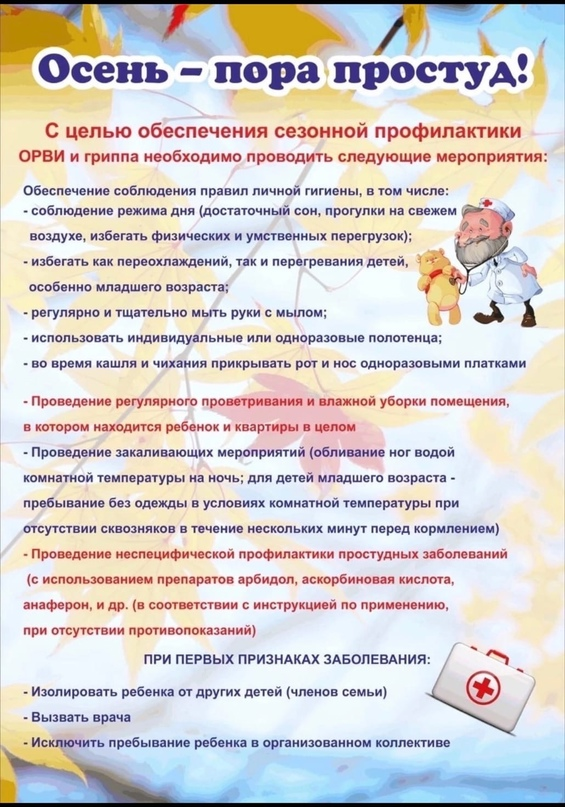 Осень – пора простуд!
С целью обеспечения сезонной профилактики
ОРВИ и гриппа необходимо проводить следующие мероприятия:
Обеспечение соблюдения правил личной гигиены, в том числе:
- соблюдение режима дня (достаточный сон, прогулки на свежем
воздухе, избегать физических и умственных перегрузок);
- избегать как переохлаждений, так и перегревания детей,
особенно младшего возраста;
- регулярно и тщательно мыть руки с мылом;
- использовать индивидуальные или одноразовые полотенца;
- во время кашля и чихания прикрывать рот и нос одноразовыми платками
- Проведение регулярного проветривания и влажной уборки помещения,
в котором находится ребенок и квартиры в целом
- Проведение закаливающих мероприятий (обливание ног водой
комнатной температуры на ночь; для детей младшего возраста -
пребывание без одежды в условиях комнатной температуры при
отсутствии сквозняков в течение нескольких минут перед кормлением)
- Проведение неспецифической профилактики простудных заболеваний
(с использованием препаратов арбидол, аскорбиновая кислота,
анаферон, и др. (в соответствии с инструкцией по применению,
при отсутствии противопоказаний)
ПРИ ПЕРВЫХ ПРИЗНАКАХ ЗАБОЛЕВАНИЯ:
- Изолировать ребенка от других детей (членов семьи)
- Вызвать врача
- Исключить пребывание ребенка в организованном коллективе